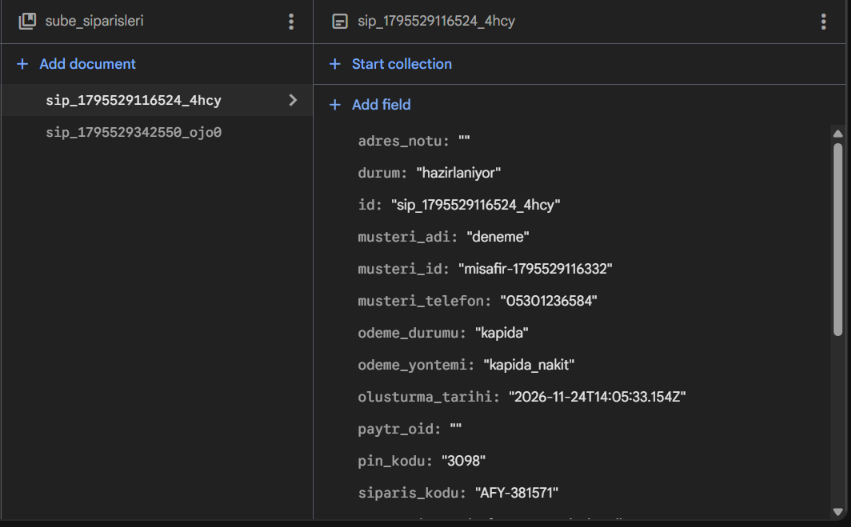 sube_siparisleri
sip_1795529116524_4hcy
Add document
Start collection
sip_1795529116524_4hcy
sip_1795529342550_ojo0
Add field
adres_notu: ""
durum: "hazirlaniyor"
id: "sip_1795529116524_4hcy"
musteri_adi: "deneme"
musteri_id: "misafir-1795529116332"
musteri_telefon: "05301236584"
odeme_durumu: "kapida"
odeme_yontemi: "kapida_nakit"
olusturma_tarihi: "2026-11-24T14:05:33.154Z"
paytr_oid: ""
pin_kodu: "3098"
siparis_kodu: "AFY-381571"